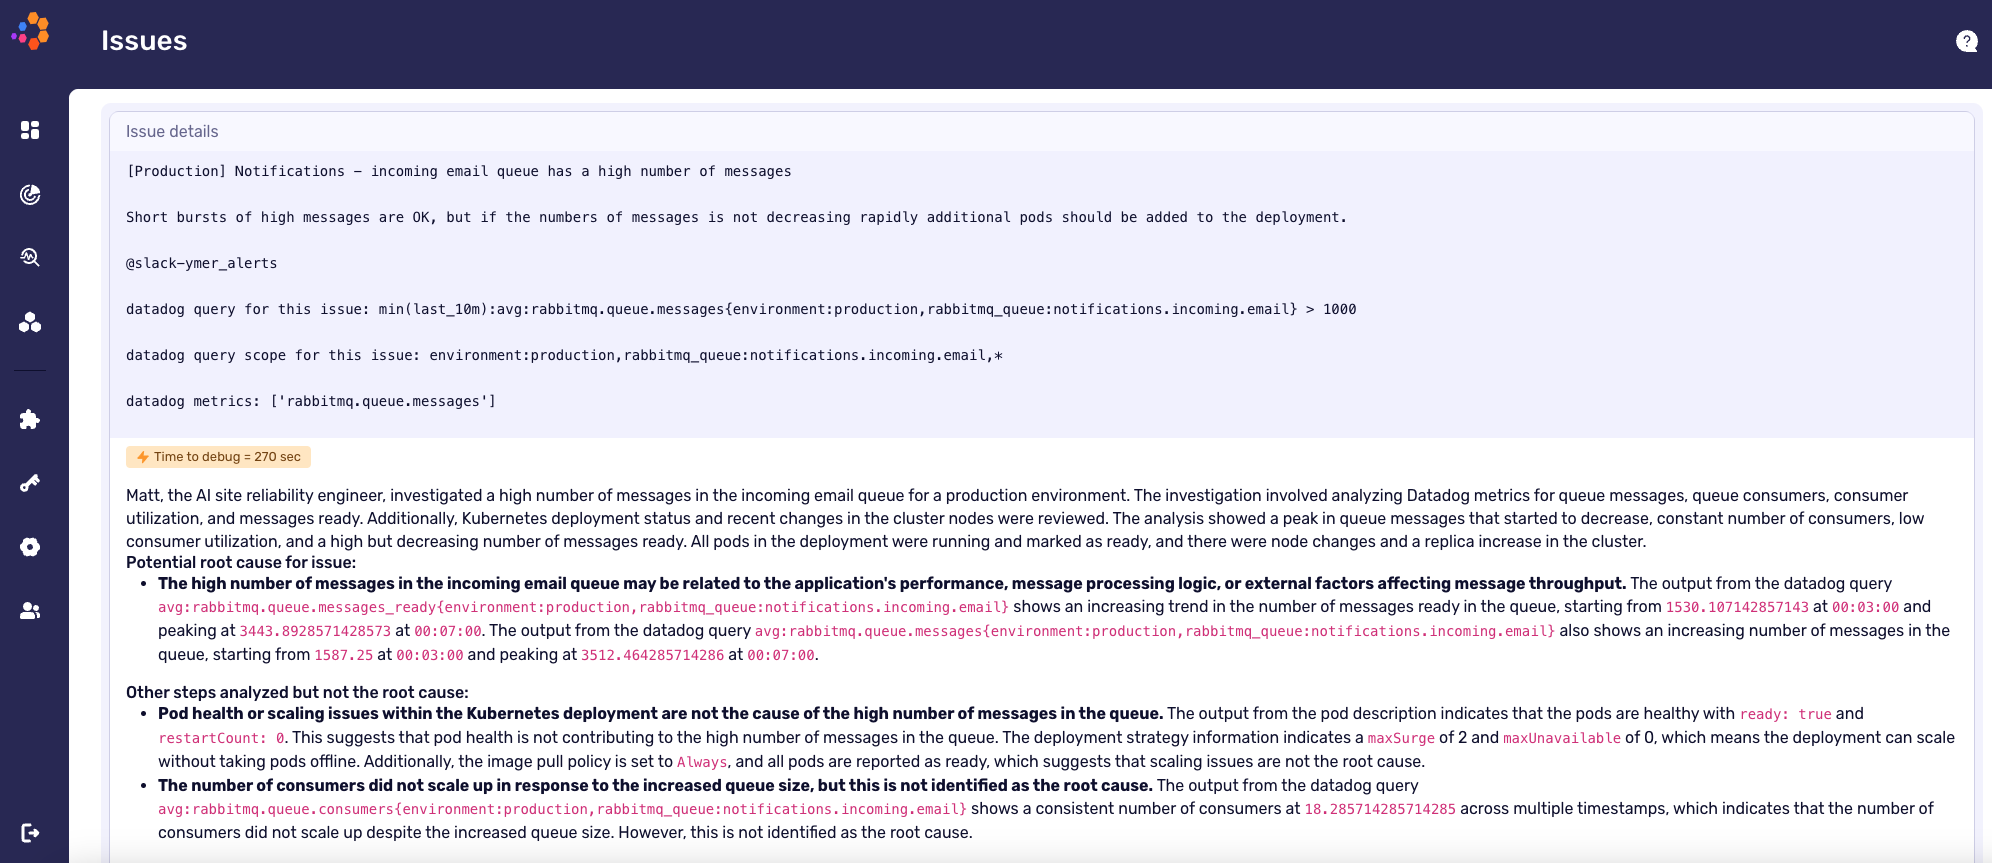 Issues
?
Issue details
[Production] Notifications - incoming email queue has a high number of messages
Short bursts of high messages are OK, but if the numbers of messages is not decreasing rapidly additional pods should be added to the deployment.
@slack-ymer_alerts
datadog query for this issue: min(last_10m):avg:rabbitmq.queue.messages{environment:production,rabbitmq_queue:notifications.incoming.email} > 1000
datadog query scope for this issue: environment:production,rabbitmq_queue:notifications.incoming.email,*
datadog metrics: ['rabbitmq.queue.messages']
Time to debug = 270 sec
Matt, the AI site reliability engineer, investigated a high number of messages in the incoming email queue for a production environment. The investigation involved analyzing Datadog metrics for queue messages, queue consumers, consumer
utilization, and messages ready. Additionally, Kubernetes deployment status and recent changes in the cluster nodes were reviewed. The analysis showed a peak in queue messages that started to decrease, constant number of consumers, low
consumer utilization, and a high but decreasing number of messages ready. All pods in the deployment were running and marked as ready, and there were node changes and a replica increase in the cluster.
Potential root cause for issue:
• The high number of messages in the incoming email queue may be related to the application's performance, message processing logic, or external factors affecting message throughput. The output from the datadog query
avg:rabbitmq.queue.messages_ready{environment:production,rabbitmq_queue:notifications.incoming.email} shows an increasing trend in the number of messages ready in the queue, starting from 1530.107142857143 at 00:03:00 and
peaking at 3443.8928571428573 at 00:07:00. The output from the datadog query avg:rabbitmq.queue.messages{environment:production,rabbitmq_queue:notifications.incoming.email} also shows an increasing number of messages in the
queue, starting from 1587.25 at 00:03:00 and peaking at 3512.464285714286 at 00:07:00.
Other steps analyzed but not the root cause:
• Pod health or scaling issues within the Kubernetes deployment are not the cause of the high number of messages in the queue. The output from the pod description indicates that the pods are healthy with ready: true and
restartCount: 0. This suggests that pod health is not contributing to the high number of messages in the queue. The deployment strategy information indicates a maxSurge of 2 and maxUnavailable of 0, which means the deployment can scale
without taking pods offline. Additionally, the image pull policy is set to Always, and all pods are reported as ready, which suggests that scaling issues are not the root cause.
• The number of consumers did not scale up in response to the increased queue size, but this is not identified as the root cause. The output from the datadog query
avg:rabbitmq.queue.consumers{environment:production,rabbitmq_queue:notifications.incoming.email} shows a consistent number of consumers at 18.285714285714285 across multiple timestamps, which indicates that the number of
consumers did not scale up despite the increased queue size. However, this is not identified as the root cause.